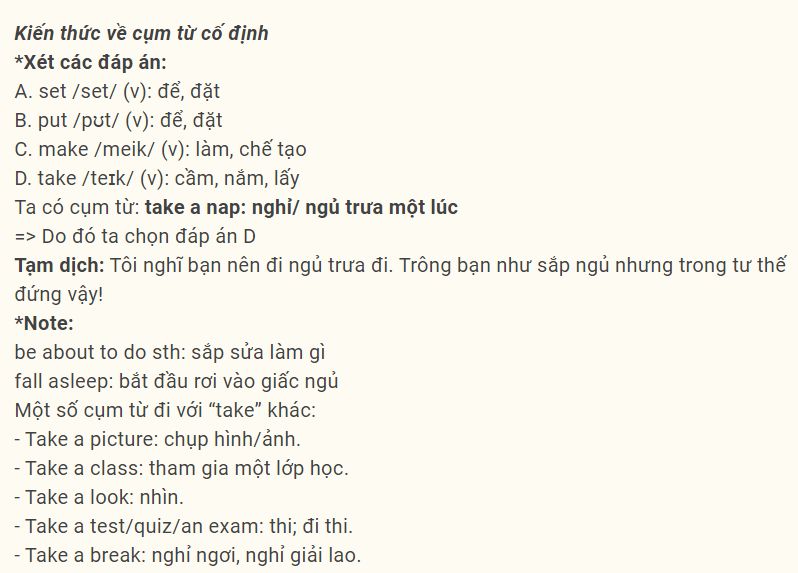 Kiến thức về cụm từ cố định
*Xét các đáp án:
A. set /set/ (v): để, đặt
B. put /pʊt/ (v): để, đặt
C. make /meik/ (v): làm, chế tạo
D. take /teɪk/ (v): cầm, nắm, lấy
Ta có cụm từ: take a nap: nghỉ/ ngủ trưa một lúc
=> Do đó ta chọn đáp án D
Tạm dịch: Tôi nghĩ bạn nên đi ngủ trưa đi. Trông bạn như sắp ngủ nhưng trong tư thế
đứng vậy!
*Note:
be about to do sth: sắp sửa làm gì
fall asleep: bắt đầu rơi vào giấc ngủ
Một số cụm từ đi với “take” khác:
- Take a picture: chụp hình/ảnh.
- Take a class: tham gia một lớp học.
- Take a look: nhìn.
- Take a test/quiz/an exam: thi; đi thi.
- Take a break: nghỉ ngơi, nghỉ giải lao.